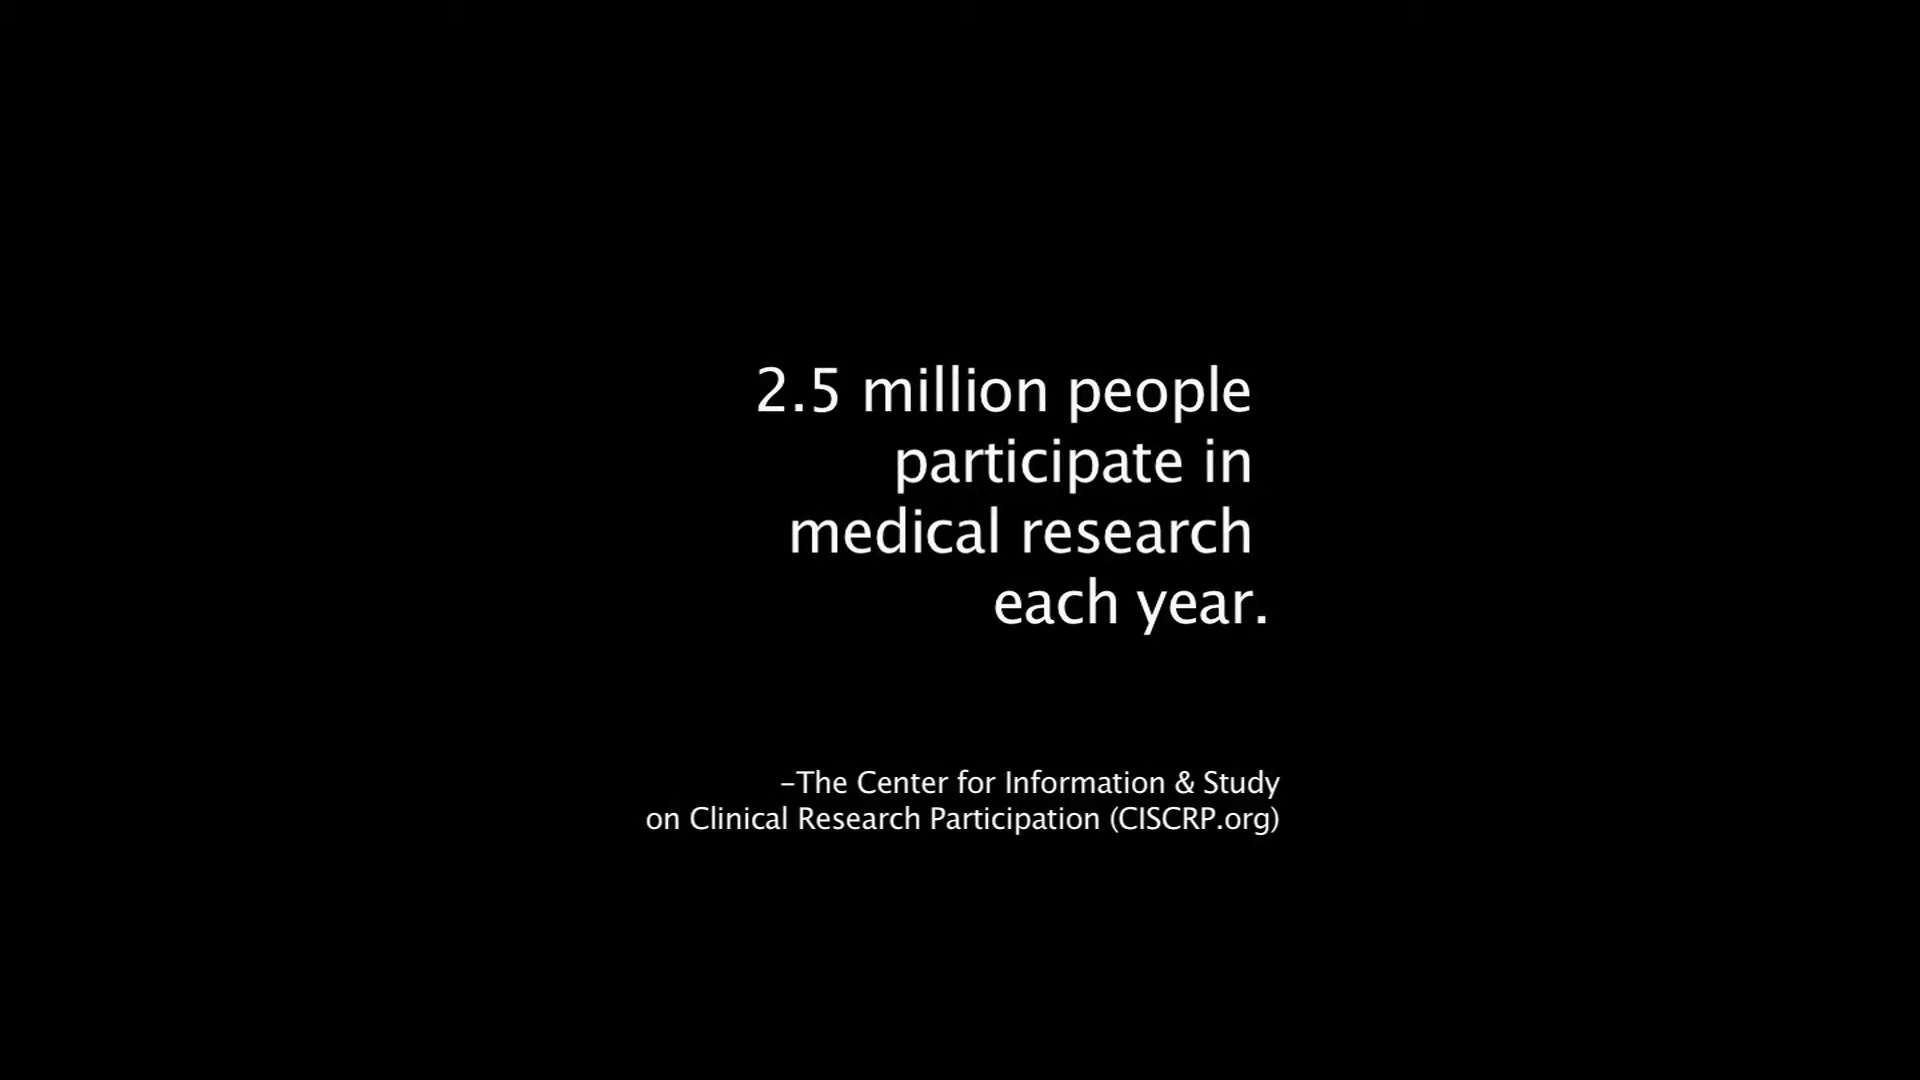 2.5 million people
participate in
medical research
each year.
–The Center for Information & Study
on Clinical Research Participation (CISCRP.org)